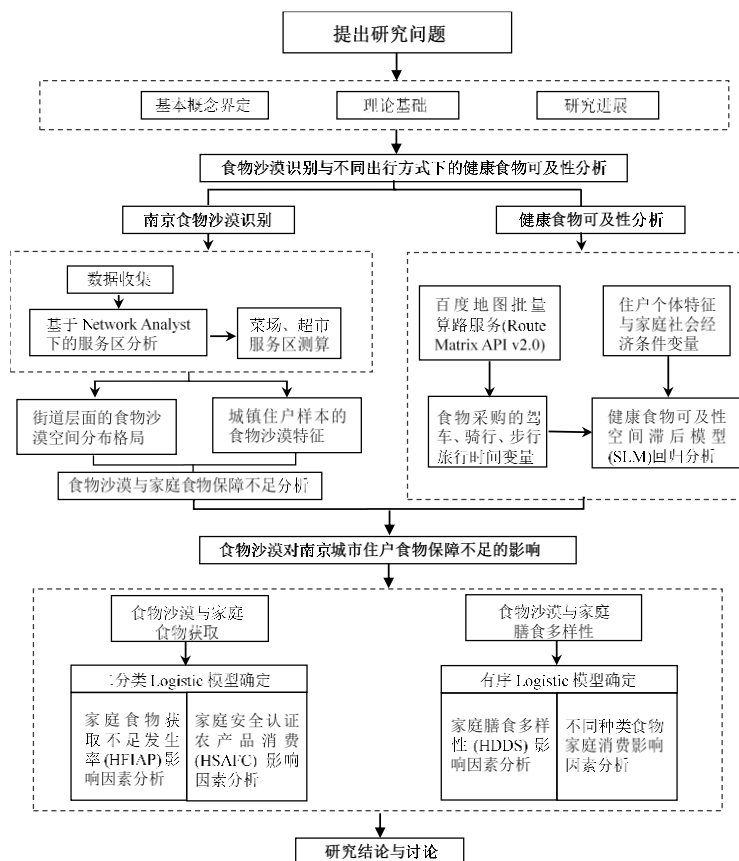 提出研究问题
基本概念界定
理论基础
研究进展
食物沙漠识别与不同出行方式下的健康食物可及性分析
南京食物沙漠识别
健康食物可及性分析
数据收集
基于 Network Analyst
下的服务区分析
菜场、超市
服务区测算
街道层面的食物沙
漠空间分布格局
城镇住户样本的
食物沙漠特征
食物沙漠与家庭食物保障不足分析
百度地图批量
算路服务(Route
Matrix API v2.0)
住户个体特征
与家庭社会经
济条件变量
食物采购的驾
车、骑行、步行
旅行时间变量
健康食物可及性
空间滞后模型
(SLM)回归分析
食物沙漠对南京城市住户食物保障不足的影响
食物沙漠与家庭
食物获取
二分类 Logistic 模型确定
家庭食物获
取不足发生
率(HFIAP)影
响因素分析
家庭安全认证
农产品消费
(HSAFC) 影响
因素分析
食物沙漠与家庭
膳食多样性
有序 Logistic 模型确定
家庭膳食多样
性(HDDS)影
响因素分析
不同种类食物
家庭消费影响
因素分析
研究结论与讨论